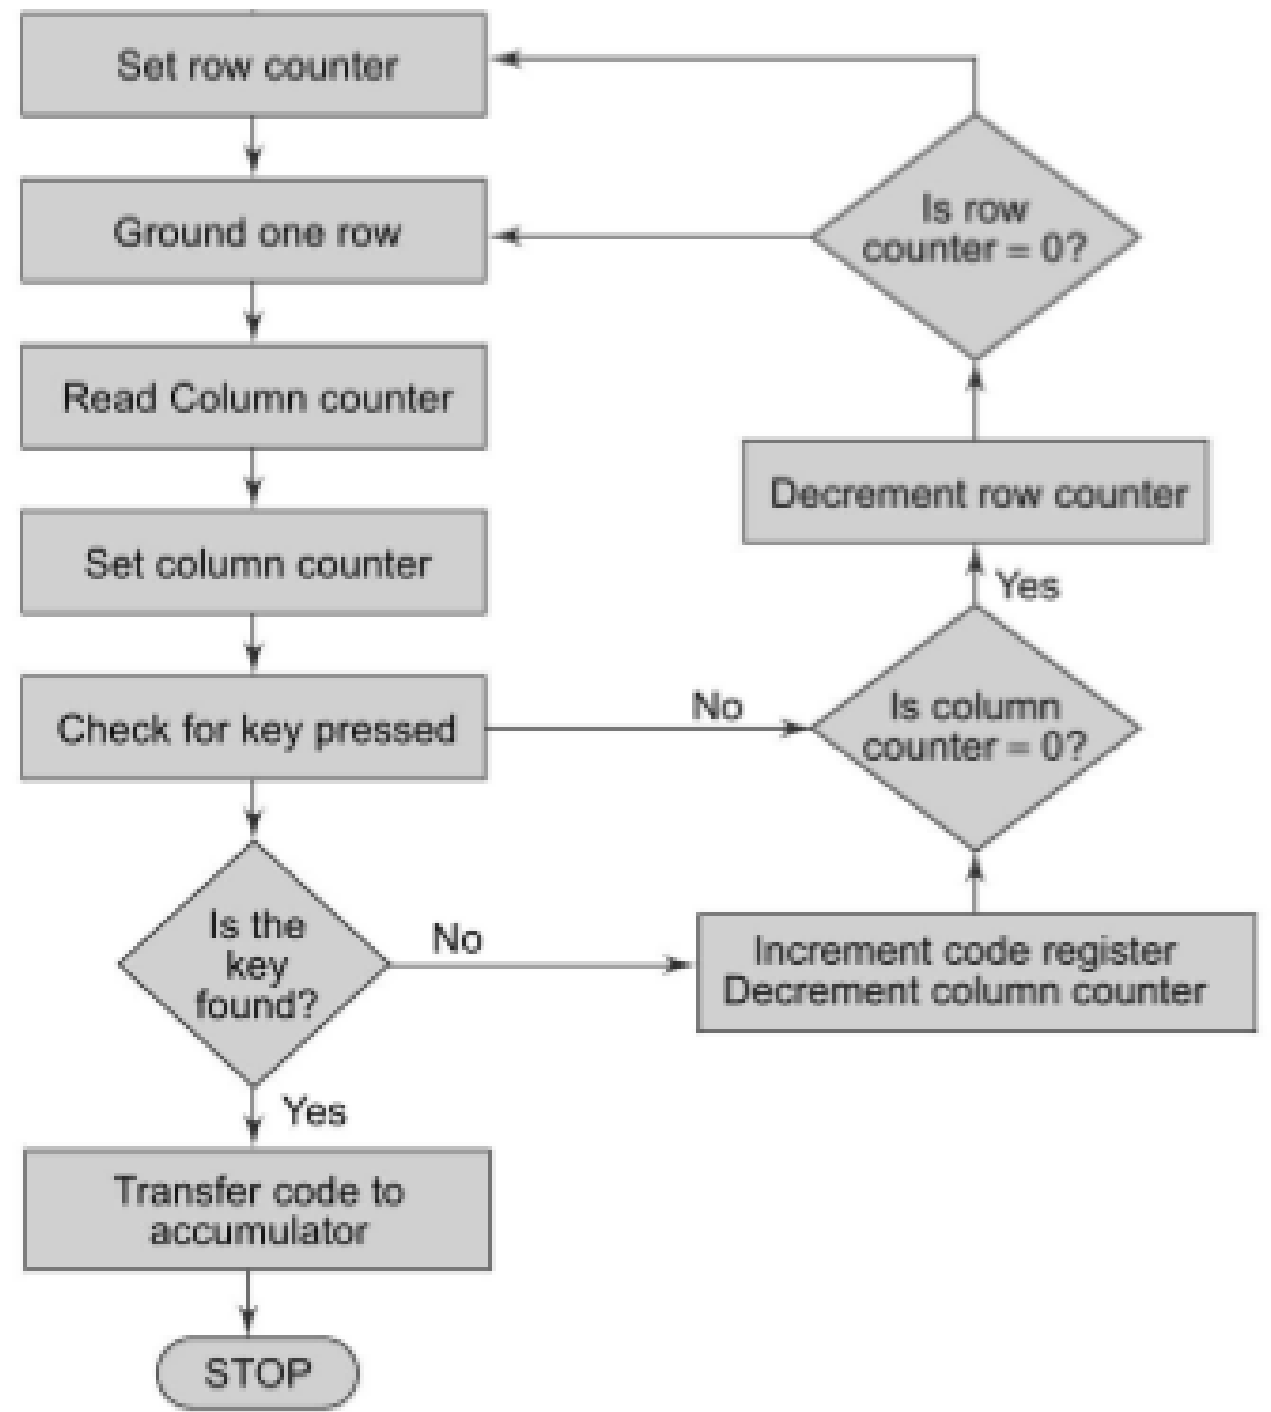 Set row counter
Ground one row
Read Column counter
Set column counter
Check for key pressed
Is the
key
found?
Yes
Transfer code to
accumulator
STOP
No
Increment code register
Decrement column counter
No
Is column
counter = 0?
Yes
Decrement row counter
Is row
counter = 0?